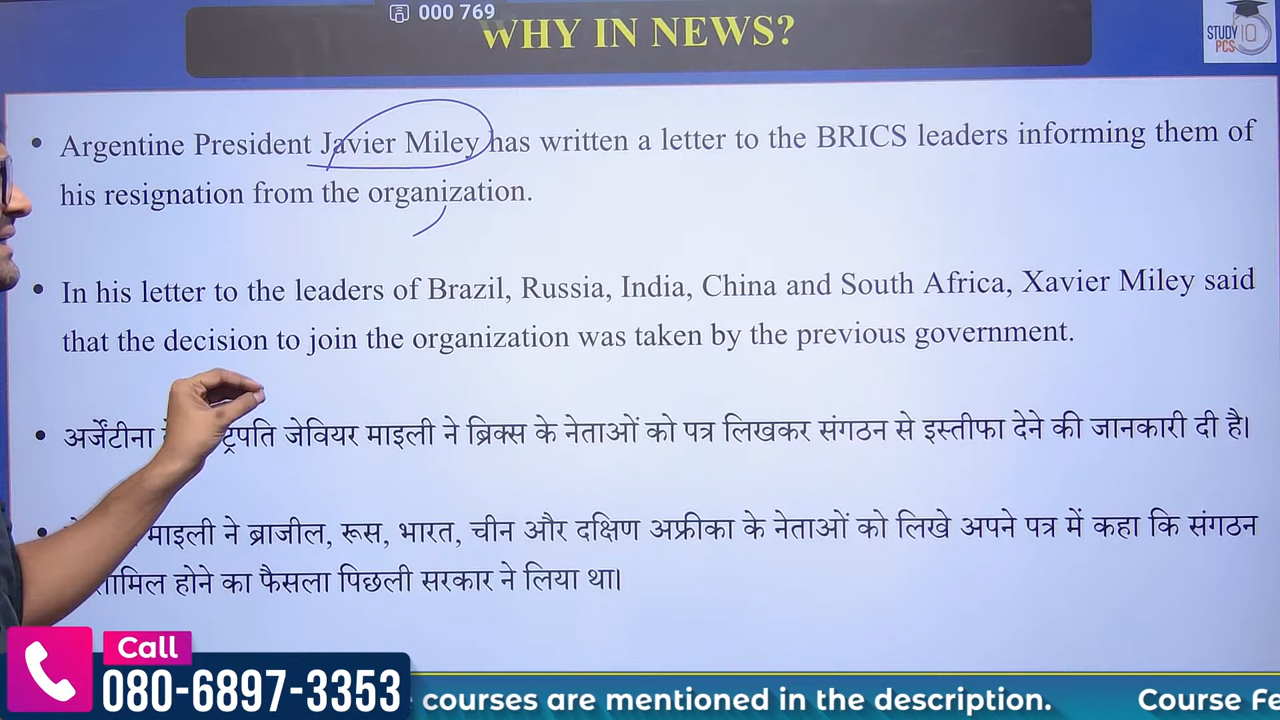 000 769
WHY IN NEWS?
STUDY IQ
PCS
• Argentine President Javier Miley has written a letter to the BRICS leaders informing them of
his resignation from the organization.
• In his letter to the leaders of Brazil, Russia, India, China and South Africa, Xavier Miley said
that the decision to join the organization was taken by the previous government.
• अर्जेंटीना जेवियर माइली ने ब्रिक्स के नेताओं को पत्र लिखकर संगठन से इस्तीफा देने की जानकारी दी है।
• माइली ने ब्राजील, रूस, भारत, चीन और दक्षिण अफ्रीका के नेताओं को लिखे अपने पत्र में कहा कि संगठन
होने का फैसला पिछली सरकार ने लिया था।
Call
080-6897-3353
courses are mentioned in the description. Course